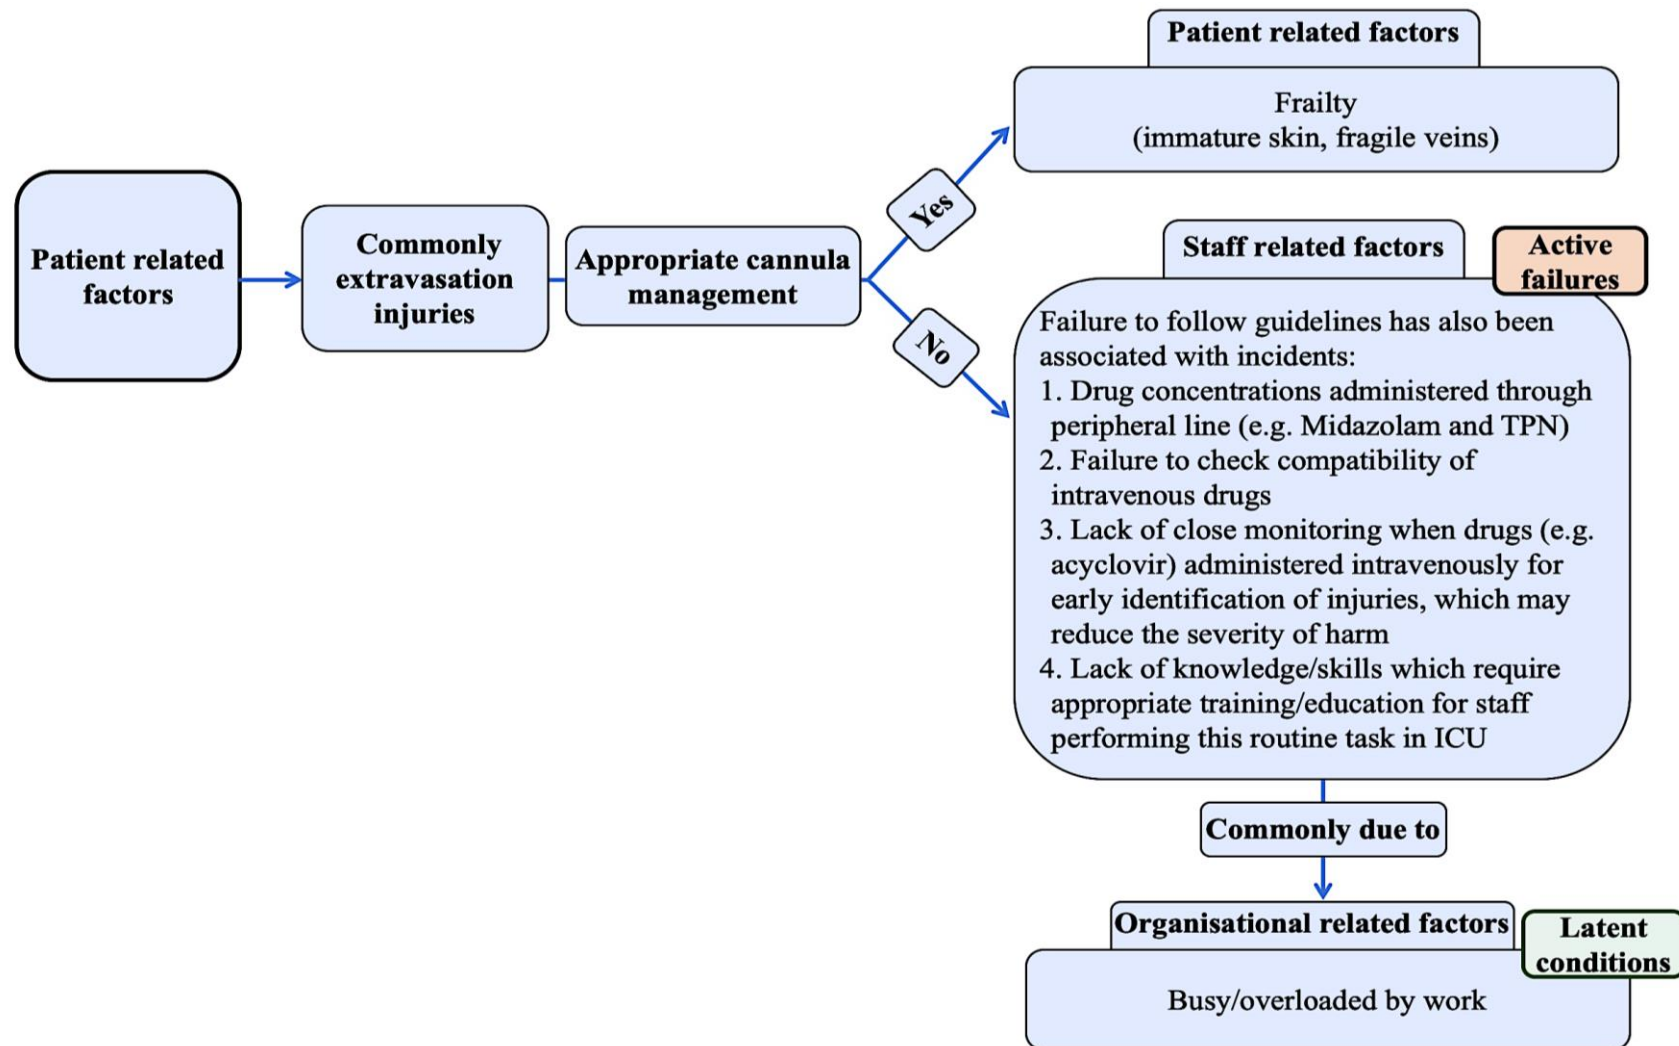 Patient related
factors
Commonly
extravasation
injuries
Appropriate cannula
management
Yes
No
Patient related factors
Frailty
(immature skin, fragile veins)
Staff related factors
Active
failures
Failure to follow guidelines has also been
associated with incidents:
1. Drug concentrations administered through
peripheral line (e.g. Midazolam and TPN)
2. Failure to check compatibility of
intravenous drugs
3. Lack of close monitoring when drugs (e.g.
acyclovir) administered intravenously for
early identification of injuries, which may
reduce the severity of harm
4. Lack of knowledge/skills which require
appropriate training/education for staff
performing this routine task in ICU
Commonly due to
Organisational related factors
Latent
conditions
Busy/overloaded by work